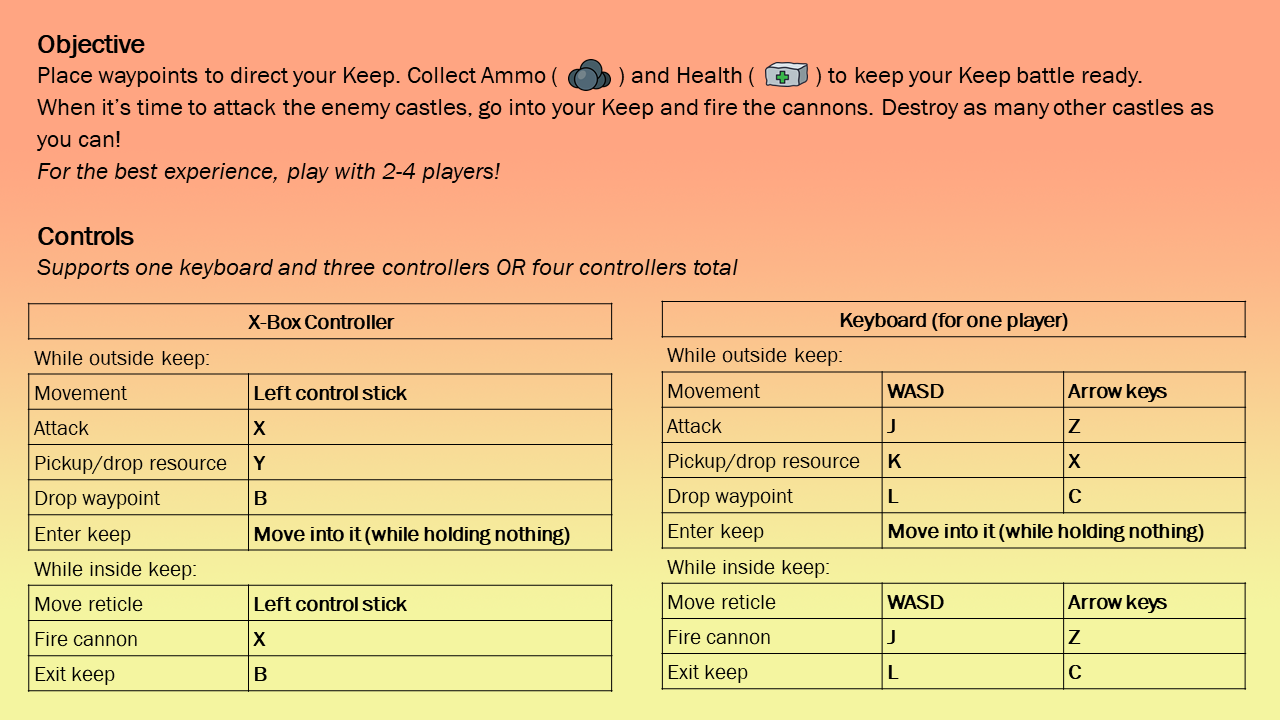 Objective
Place waypoints to direct your Keep. Collect Ammo ( ) and Health ( ) to keep your Keep battle ready.
When it’s time to attack the enemy castles, go into your Keep and fire the cannons. Destroy as many other castles as
you can!
For the best experience, play with 2-4 players!
Controls
Supports one keyboard and three controllers OR four controllers total
X-Box Controller
While outside keep:
Movement Left control stick
Attack X
Pickup/drop resource Y
Drop waypoint B
Enter keep Move into it (while holding nothing)
While inside keep:
Move reticle Left control stick
Fire cannon X
Exit keep B
Keyboard (for one player)
While outside keep:
Movement WASD Arrow keys
Attack J Z
Pickup/drop resource K X
Drop waypoint L C
Enter keep Move into it (while holding nothing)
While inside keep:
Move reticle WASD Arrow keys
Fire cannon J Z
Exit keep L C